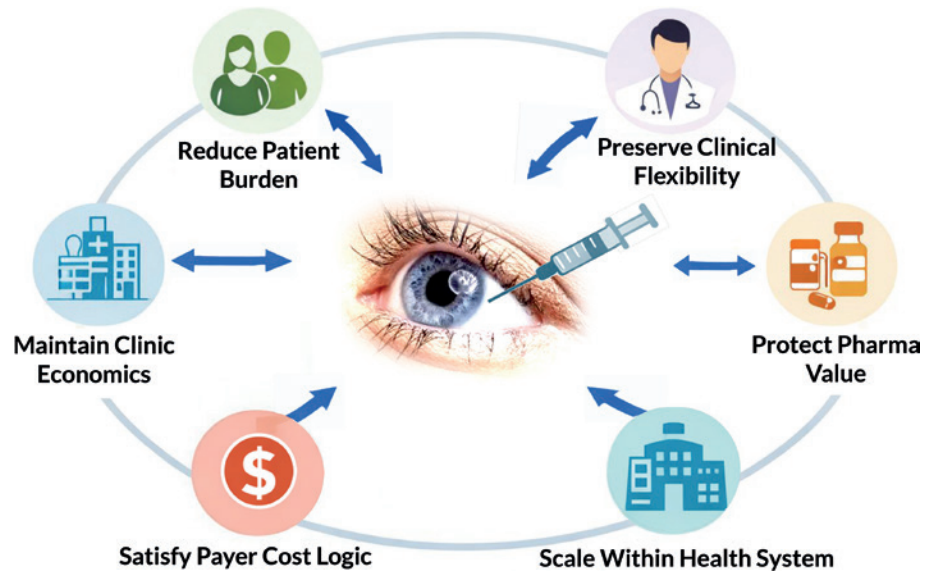 Reduce Patient
Burden
Preserve Clinical
Flexibility
Maintain Clinic
Economics
Protect Pharma
Value
$
Satisfy Payer Cost Logic
Scale Within Health System